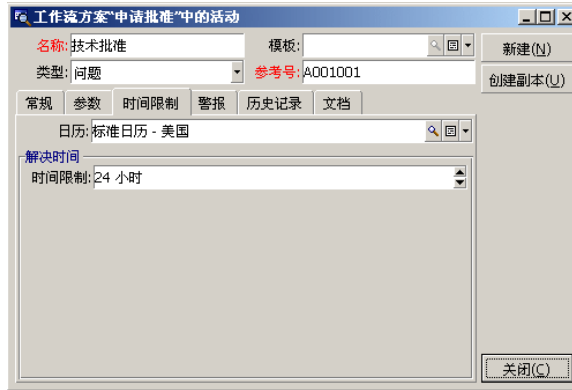 工作流方案“申请批准”中的活动
名称: 技术批准 模板: 新建(N)
类型: 问题 参考号: A001001 创建副本(U)
常规 参数 时间限制 警报 历史记录 文档
日历: 标准日历 - 美国
解决时间
时间限制: 24 小时
关闭(C)